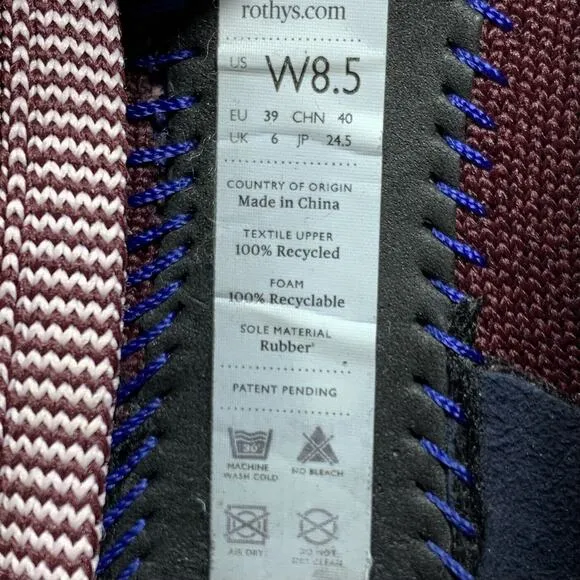 rothys.com
US W8.5
EU 39 CHN 40
UK 6 JP 24.5
COUNTRY OF ORIGIN
Made in China
TEXTILE UPPER
100% Recycled
FOAM
100% Recyclable
SOLE MATERIAL
Rubber*
PATENT PENDING
30°
MACHINE NO BLEACH
WASH COLD
AIR DRY DO NOT
DRY CLEAN